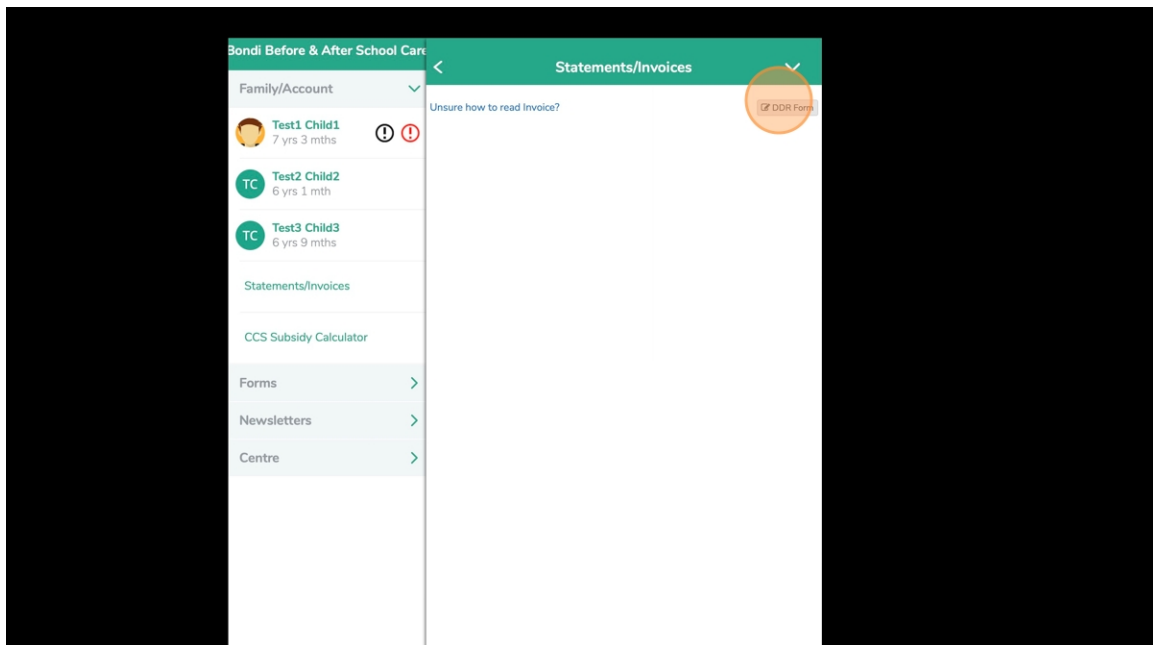 Bondi Before & After School Care
Family/Account
Test1 Child1
7 yrs 3 mths
TC
Test2 Child2
6 yrs 1 mth
TC
Test3 Child3
6 yrs 9 mths
Statements/Invoices
CCS Subsidy Calculator
Forms
Newsletters
Centre
Statements/Invoices
Unsure how to read Invoice?
DDR Form